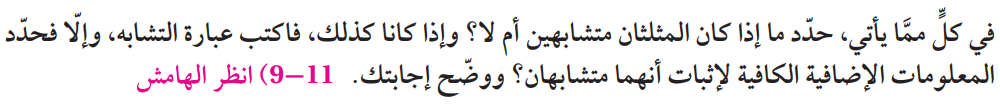 في كلٍّ ممَّا يأتي، حدّد ما إذا كان المثلثان متشابهين أم لا؟ وإذا كانا كذلك، فاكتب عبارة التشابه، وإلّا فحدّد
المعلومات الإضافية الكافية لإثبات أنهما متشابهان؟ ووضّح إجابتك. 11–9) انظر الهامش